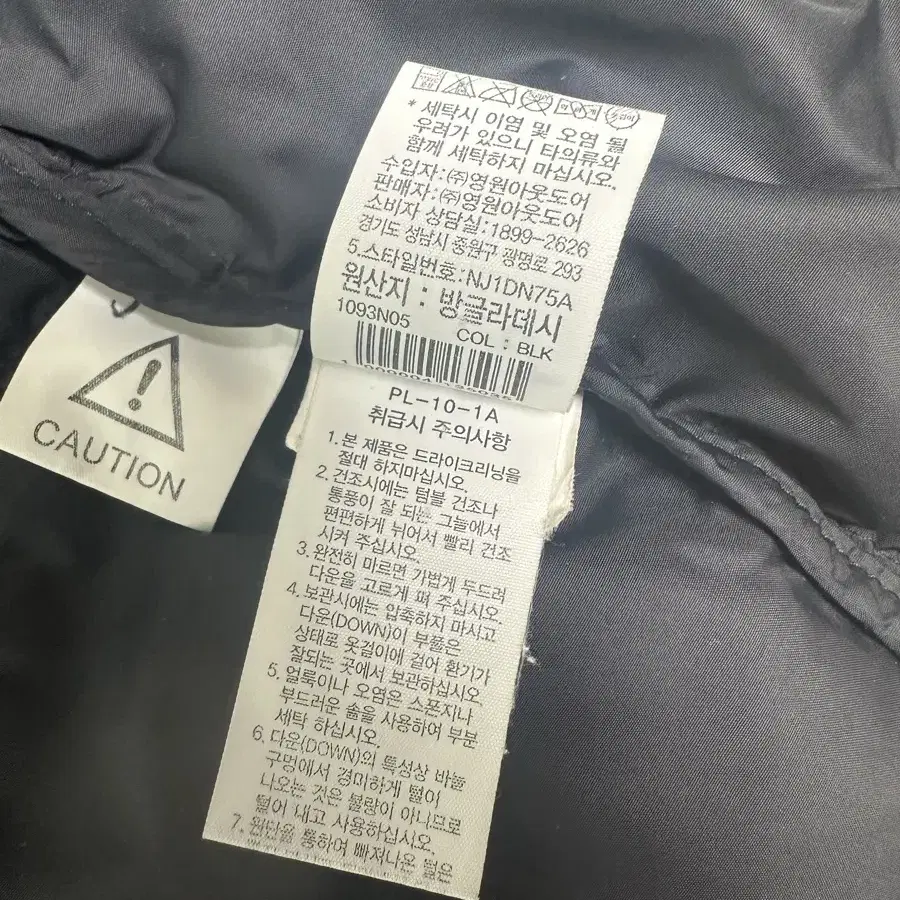 * 세탁시 이염 및 오염 될
우려가 있으니 타의류와
함께 세탁하지 마십시오.
수입자:(주)영원아웃도어
판매자:(주)영원아웃도어
소비자 상담실:1899-2626
경기도 성남시 중원구 광명로 293
5.스타일번호:NJ1DN75A
원산지 : 방글라데시
1093N05
COL : BLK
PL-10-1A
취급시 주의사항
1. 본 제품은 드라이크리닝을
절대 하지마십시오.
2. 건조시에는 텀블 건조나
통풍이 잘 되는 그늘에서
편편하게 뉘어서 빨리 건조
시켜 주십시오.
3. 완전히 마르면 가볍게 두드려
다운을 고르게 펴 주십시오.
4. 보관시에는 압축하지 마시고
다운(DOWN)이 부풀은
상태로 옷걸이에 걸어 환기가
잘되는 곳에서 보관하십시오.
5. 얼룩이나 오염은 스폰지나
부드러운 솔을 사용하여 부분
세탁 하십시오.
6. 다운(DOWN)의 특성상 바늘
구멍에서 경미하게 털이
나오는 것은 불량이 아니므로
털어 내고 사용하십시오.
7. 원단을 통하여 빠져나온 털은
CAUTION